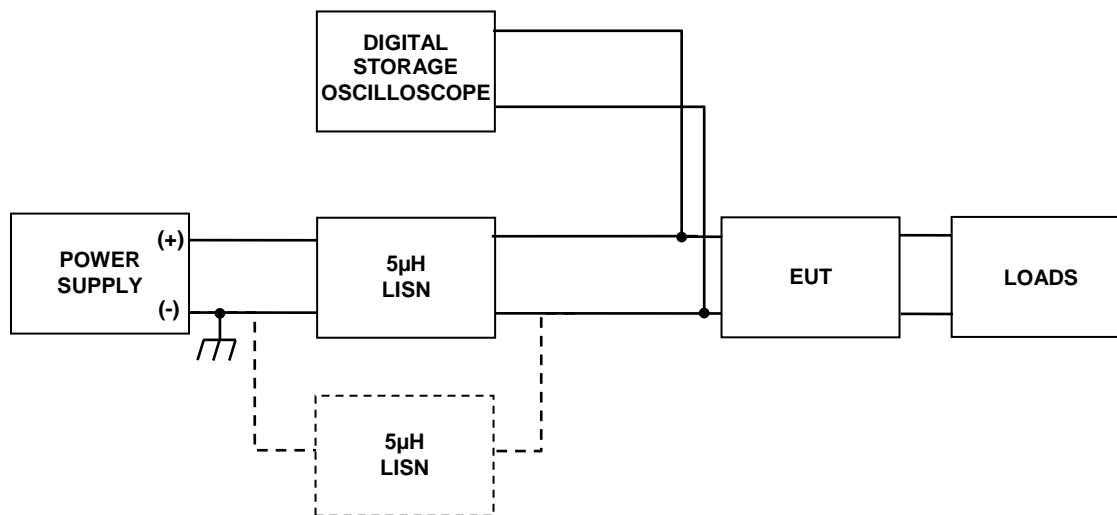 DIGITAL
STORAGE
OSCILLOSCOPE
POWER
SUPPLY
(+)
(-)
5µH
LISN
EUT
LOADS
5µH
LISN